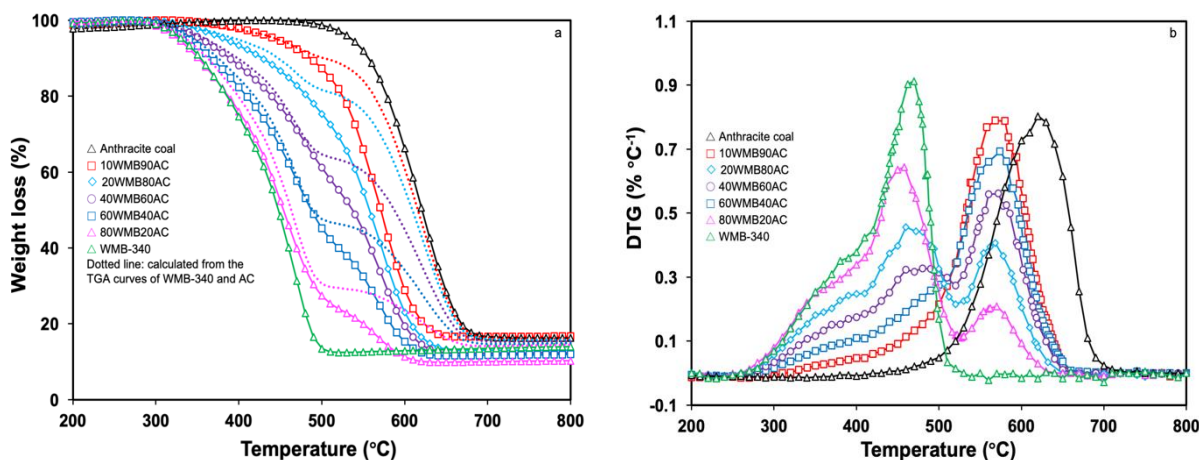 a
100
80
60
40
20
0
Weight loss (%)
Anthracite coal
10WMB90AC
20WMB80AC
40WMB60AC
60WMB40AC
80WMB20AC
WMB-340
Dotted line: calculated from the
TGA curves of WMB-340 and AC
200 300 400 500 600 700 800
Temperature (°C)
b
1.1
0.9
0.7
0.5
0.3
0.1
-0.1
DTG (% °C⁻¹)
Anthracite coal
10WMB90AC
20WMB80AC
40WMB60AC
60WMB40AC
80WMB20AC
WMB-340
200 300 400 500 600 700 800
Temperature (°C)